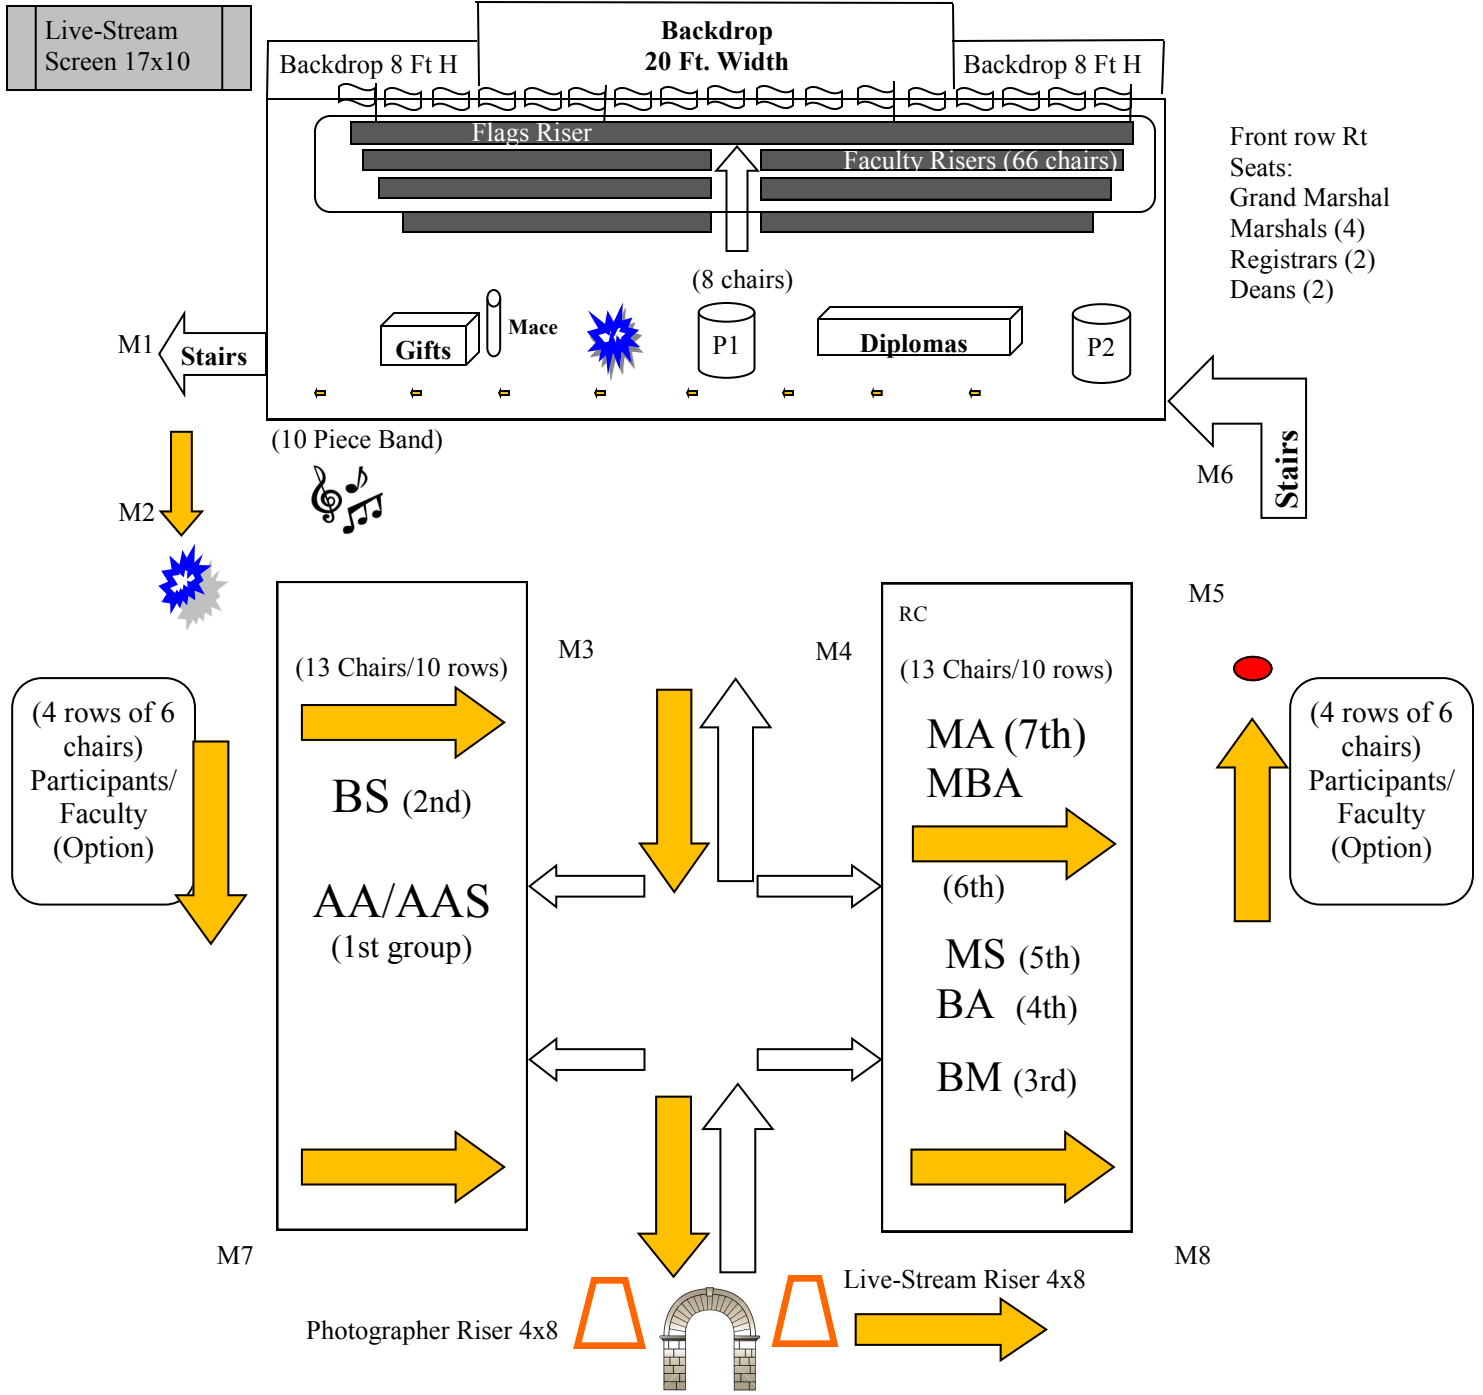 Live-Stream
Screen 17x10
Backdrop
20 Ft. Width
Backdrop 8 Ft H
Backdrop 8 Ft H
Flags Riser
Faculty Risers (66 chairs)
Front row Rt
Seats:
Grand Marshal
Marshals (4)
Registrars (2)
Deans (2)
(8 chairs)
M1
Stairs
Gifts
Mace
P1
Diplomas
P2
(10 Piece Band)
M6
Stairs
M2
M5
RC
(13 Chairs/10 rows)
M3
M4
(13 Chairs/10 rows)
(4 rows of 6
chairs)
Participants/
Faculty
(Option)
BS (2nd)
AA/AAS
(1st group)
MA (7th)
MBA
(6th)
MS (5th)
BA (4th)
BM (3rd)
(4 rows of 6
chairs)
Participants/
Faculty
(Option)
M7
M8
Live-Stream Riser 4x8
Photographer Riser 4x8